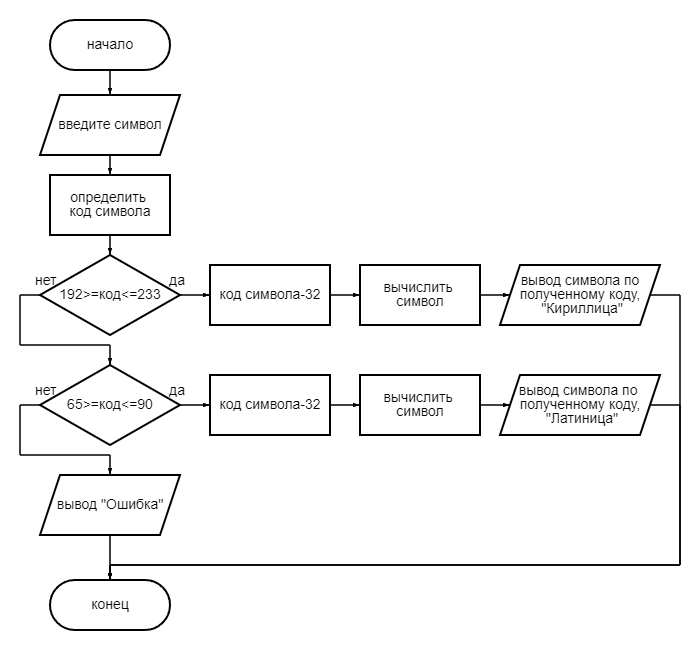 начало
введите символ
определить
код символа
нет
да
192>=код<=233
код символа-32
вычислить
символ
вывод символа по
полученному коду,
"Кириллица"
нет
да
65>=код<=90
код символа-32
вычислить
символ
вывод символа по
полученному коду,
"Латиница"
вывод "Ошибка"
конец